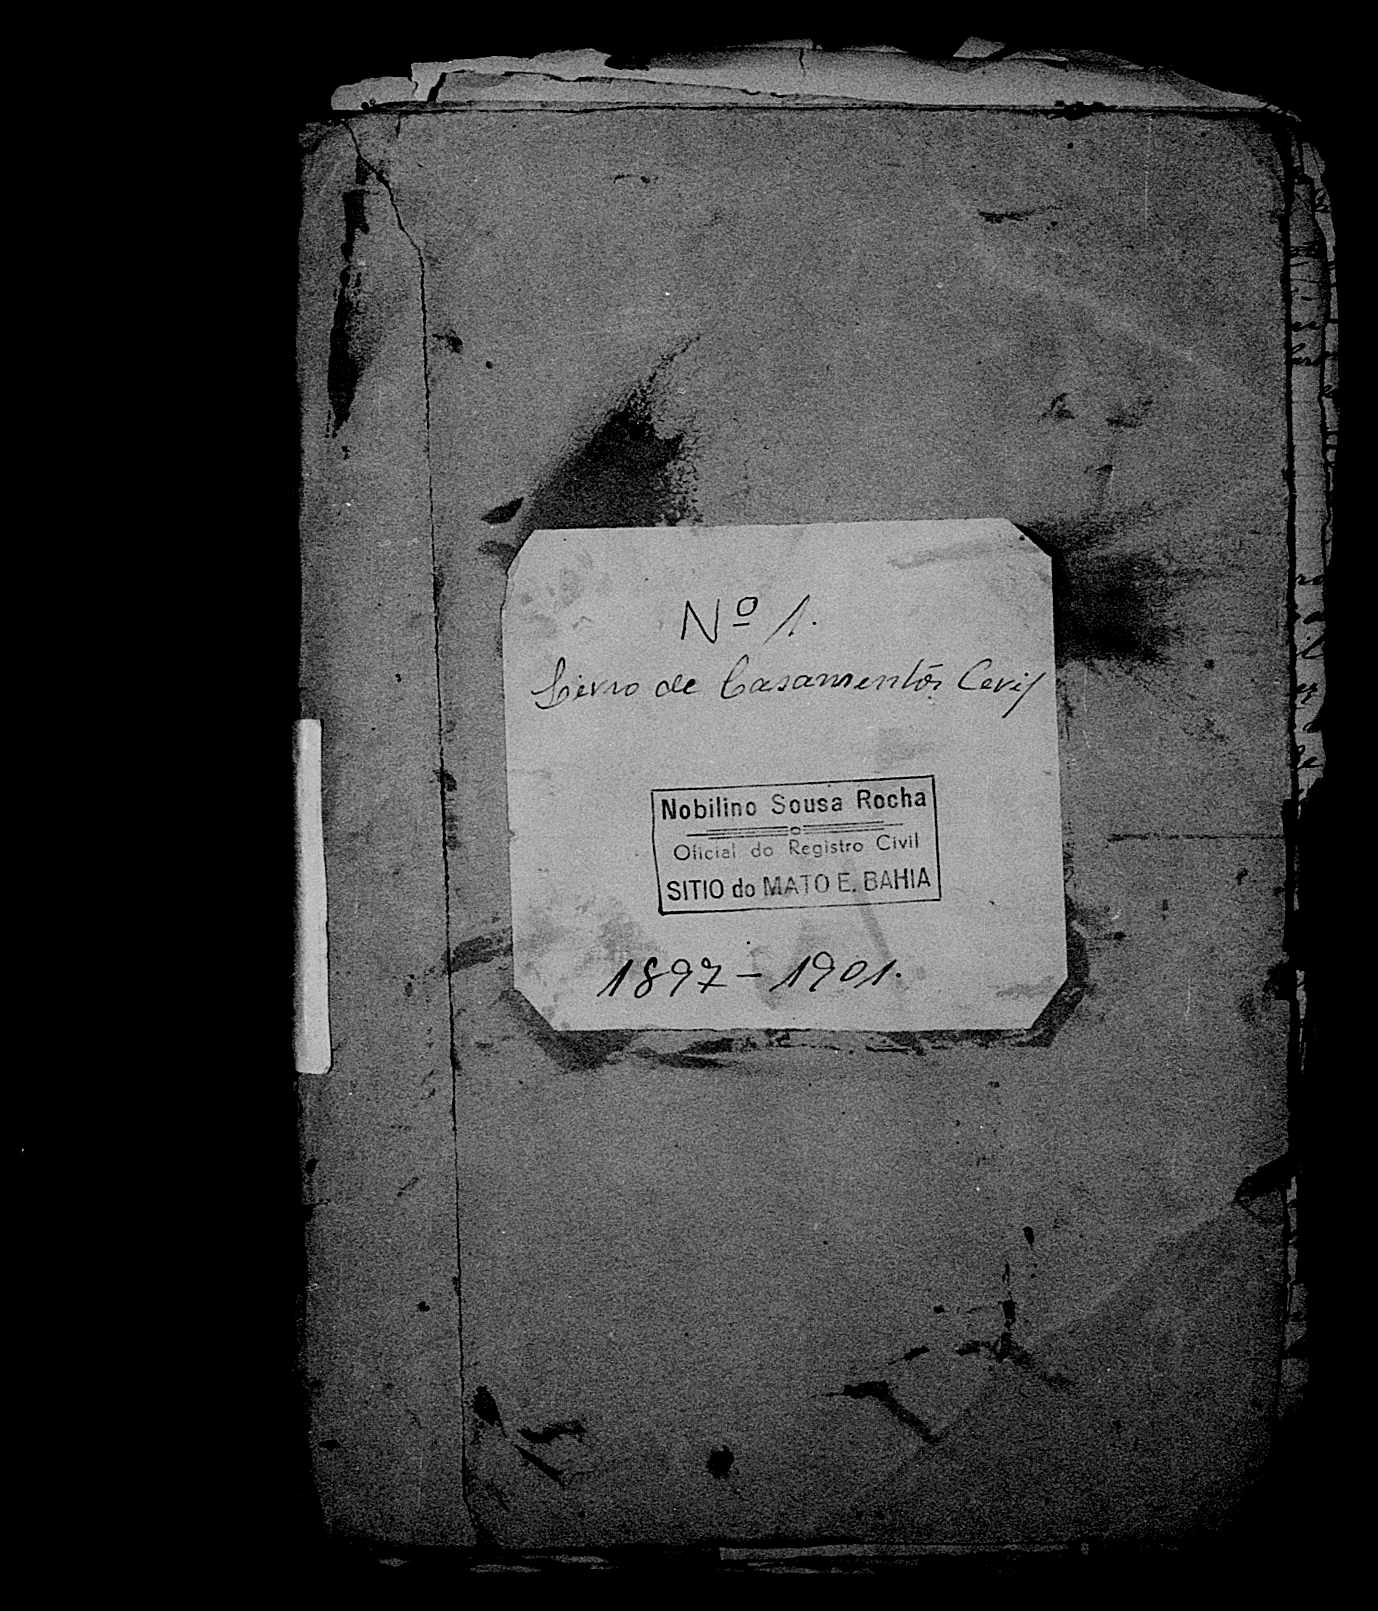 Nº 1.
Livro de Casamentos Civil
Nobilino Sousa Rocha
Oficial do Registro Civil
SITIO do MATO E. BAHIA
1897 - 1901.